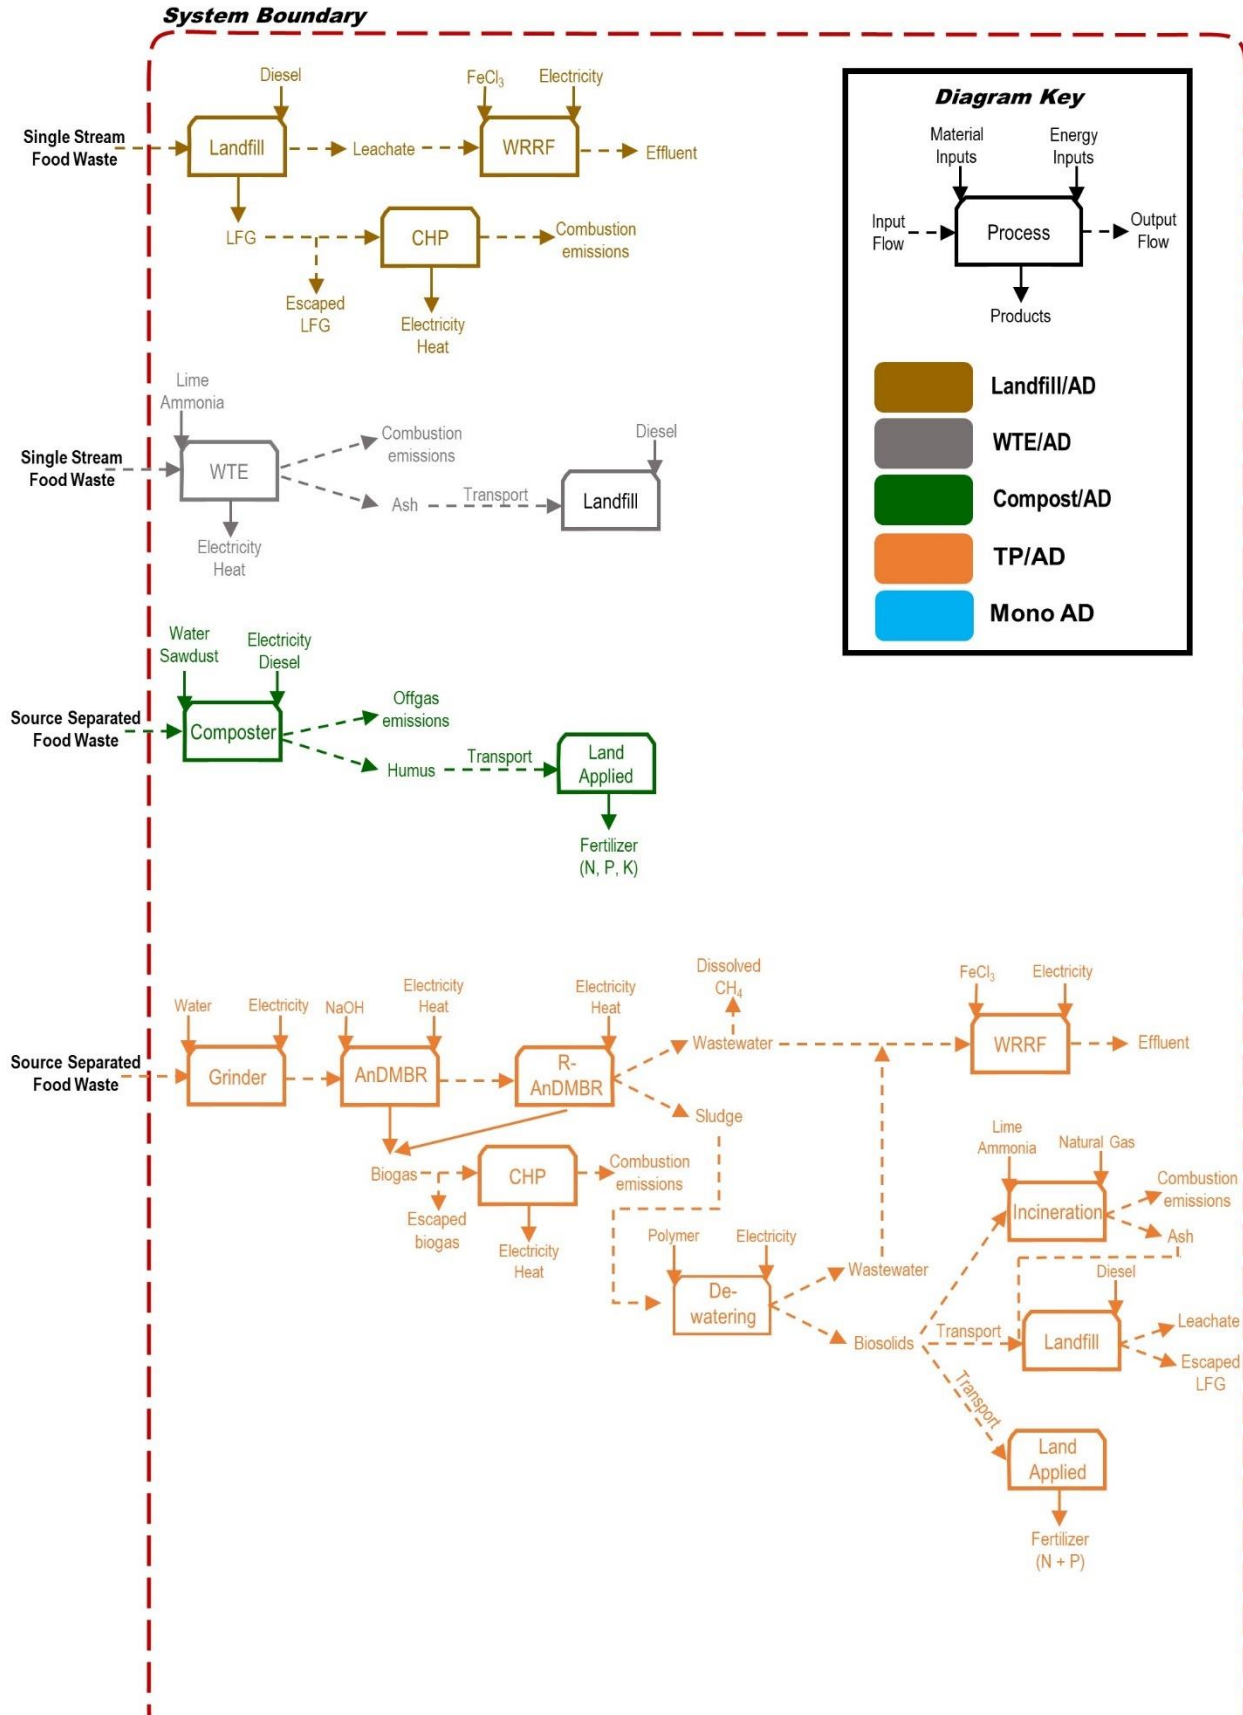 System Boundary
Diesel
FeCl₃
Electricity
Single Stream
Food Waste
Landfill
Leachate
WRRF
Effluent
LFG
CHP
Combustion
emissions
Escaped
LFG
Electricity
Heat
Diagram Key
Material
Inputs
Energy
Inputs
Input
Flow
Process
Output
Flow
Products
Landfill/AD
WTE/AD
Compost/AD
TP/AD
Mono AD
Lime
Ammonia
Single Stream
Food Waste
WTE
Combustion
emissions
Ash
Transport
Diesel
Landfill
Electricity
Heat
Water
Sawdust
Electricity
Diesel
Source Separated
Food Waste
Composter
Offgas
emissions
Humus
Transport
Land
Applied
Fertilizer
(N, P, K)
Water
Electricity
NaOH
Electricity
Heat
Electricity
Heat
Dissolved
CH₄
FeCl₃
Electricity
Source Separated
Food Waste
Grinder
AnDMBR
R-
AnDMBR
Wastewater
WRRF
Effluent
Sludge
Biogas
CHP
Combustion
emissions
Escaped
biogas
Electricity
Heat
Polymer
Electricity
De-
watering
Wastewater
Biosolids
Lime
Ammonia
Natural Gas
Incineration
Combustion
emissions
Ash
Diesel
Transport
Landfill
Leachate
Escaped
LFG
Transport
Land
Applied
Fertilizer
(N + P)